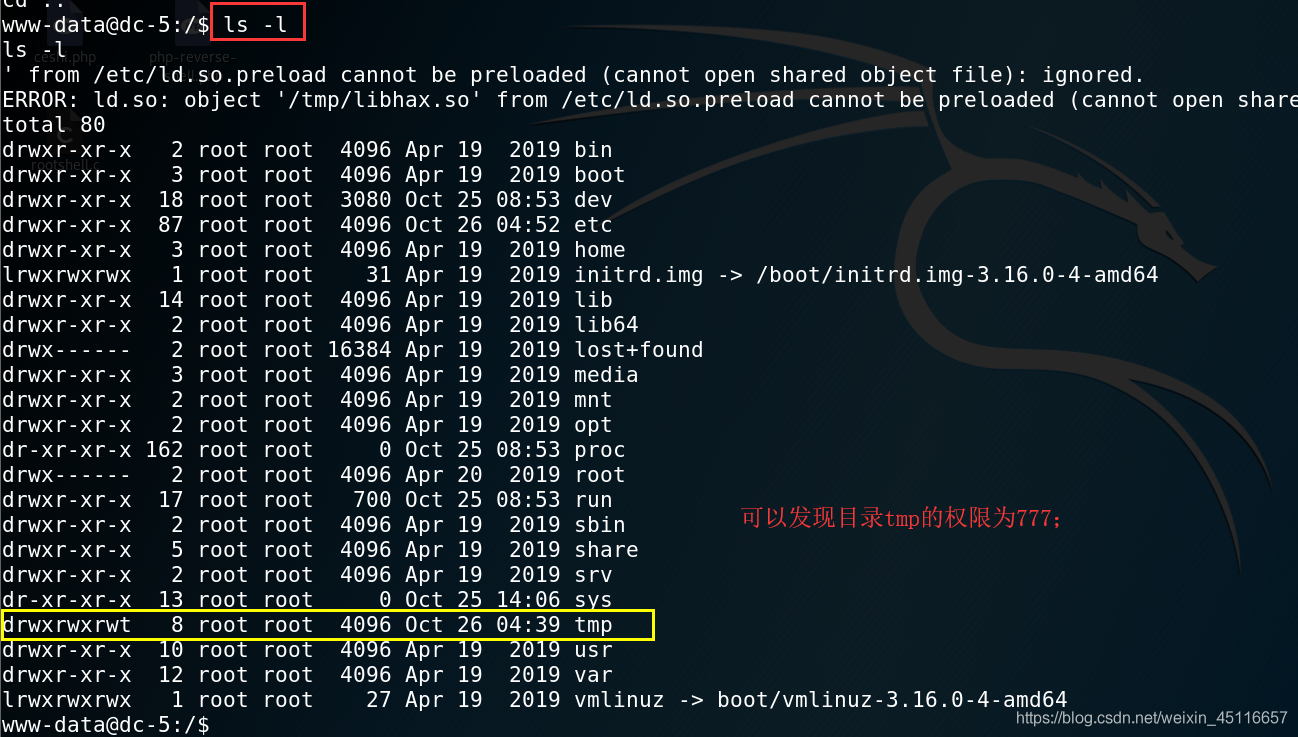 cd ..
www-data@dc-5:/$ ls -l
ls -l
ceshi.php
php-reverse-
' from /etc/ld.so.preload cannot be preloaded (cannot open shared object file): ignored.
ERROR: ld.so: object '/tmp/libhax.so' from /etc/ld.so.preload cannot be preloaded (cannot open share
total 80
drwxr-xr-x   2 root root  4096 Apr 19  2019 bin
rootshell.c
drwxr-xr-x   3 root root  4096 Apr 19  2019 boot
drwxr-xr-x  18 root root  3080 Oct 25 08:53 dev
drwxr-xr-x  87 root root  4096 Oct 26 04:52 etc
drwxr-xr-x   3 root root  4096 Apr 19  2019 home
lrwxrwxrwx   1 root root    31 Apr 19  2019 initrd.img -> /boot/initrd.img-3.16.0-4-amd64
drwxr-xr-x  14 root root  4096 Apr 19  2019 lib
drwxr-xr-x   2 root root  4096 Apr 19  2019 lib64
drwx------   2 root root 16384 Apr 19  2019 lost+found
drwxr-xr-x   3 root root  4096 Apr 19  2019 media
drwxr-xr-x   2 root root  4096 Apr 19  2019 mnt
drwxr-xr-x   2 root root  4096 Apr 19  2019 opt
dr-xr-xr-x 162 root root     0 Oct 25 08:53 proc
drwx------   2 root root  4096 Apr 20  2019 root
drwxr-xr-x  17 root root   700 Oct 25 08:53 run
drwxr-xr-x   2 root root  4096 Apr 19  2019 sbin
可以发现目录tmp的权限为777;
drwxr-xr-x   5 root root  4096 Apr 19  2019 share
drwxr-xr-x   2 root root  4096 Apr 19  2019 srv
dr-xr-xr-x  13 root root     0 Oct 25 14:06 sys
drwxrwxrwt   8 root root  4096 Oct 26 04:39 tmp
drwxr-xr-x  10 root root  4096 Apr 19  2019 usr
drwxr-xr-x  12 root root  4096 Apr 19  2019 var
lrwxrwxrwx   1 root root    27 Apr 19  2019 vmlinuz -> boot/vmlinuz-3.16.0-4-amd64
www-data@dc-5:/$
https://blog.csdn.net/weixin_45116657